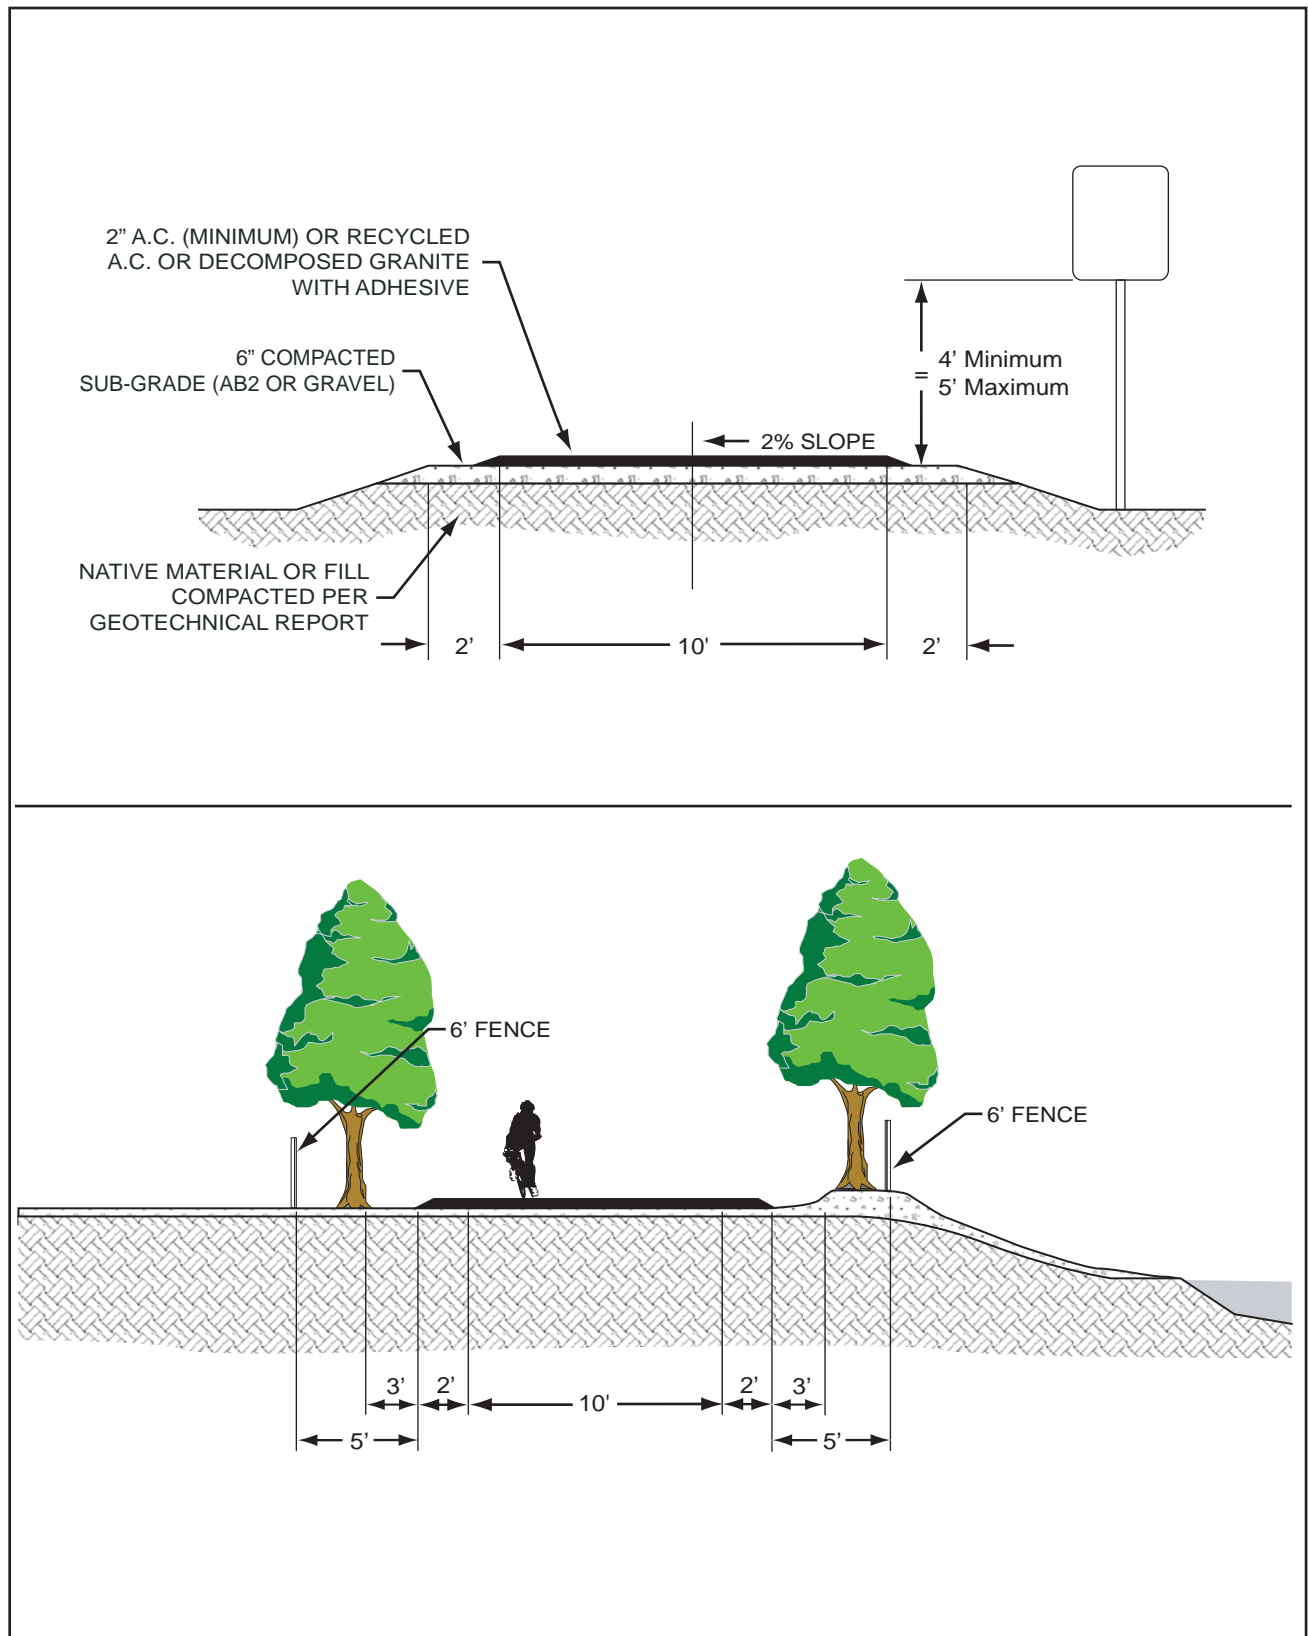 2” A.C. (MINIMUM) OR RECYCLED
A.C. OR DECOMPOSED GRANITE
WITH ADHESIVE
6” COMPACTED
SUB-GRADE (AB2 OR GRAVEL)
= 4’ Minimum
5’ Maximum
2% SLOPE
NATIVE MATERIAL OR FILL
COMPACTED PER
GEOTECHNICAL REPORT
2’ 10’ 2’
6’ FENCE
6’ FENCE
3’ 2’ 10' 2’ 3’
5’ 5’